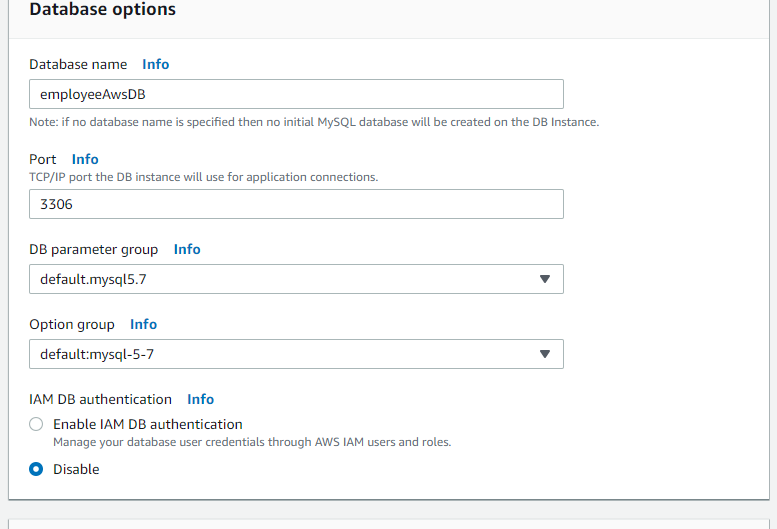 Database options
Database name Info
employeeAwsDB
Note: if no database name is specified then no initial MySQL database will be created on the DB Instance.
Port Info
TCP/IP port the DB instance will use for application connections.
3306
DB parameter group Info
default.mysql5.7
Option group Info
default:mysql-5-7
IAM DB authentication Info
Enable IAM DB authentication
Manage your database user credentials through AWS IAM users and roles.
Disable